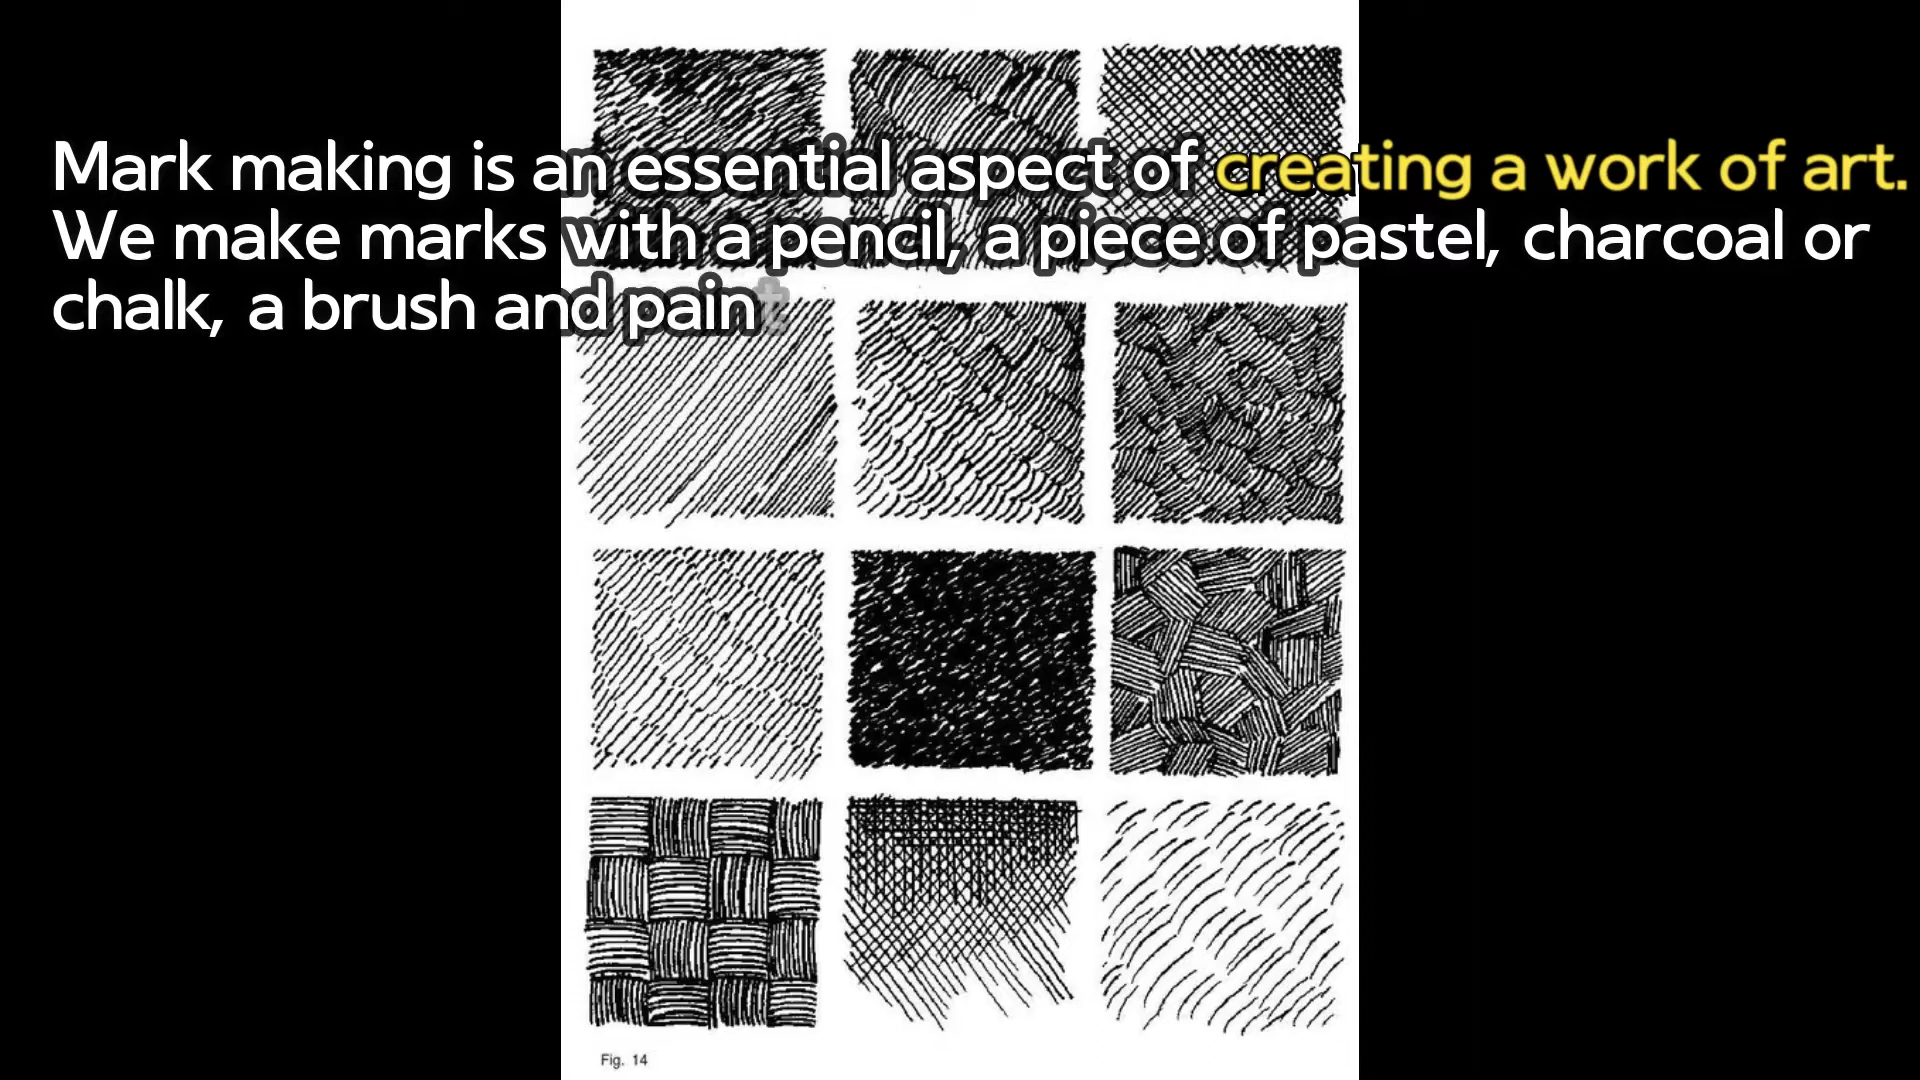 Mark making is an essential aspect of creating a work of art.
We make marks with a pencil, a piece of pastel, charcoal or
chalk, a brush and paint
Fig. 14